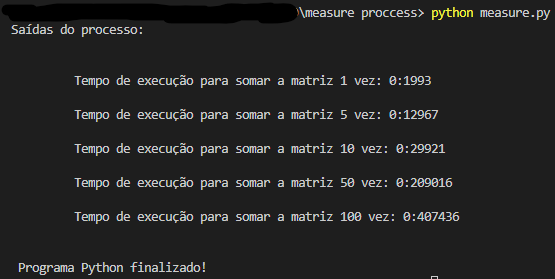 \measure proccess> python measure.py
Saídas do processo:
Tempo de execução para somar a matriz 1 vez: 0:1993
Tempo de execução para somar a matriz 5 vez: 0:12967
Tempo de execução para somar a matriz 10 vez: 0:29921
Tempo de execução para somar a matriz 50 vez: 0:209016
Tempo de execução para somar a matriz 100 vez: 0:407436
Programa Python finalizado!